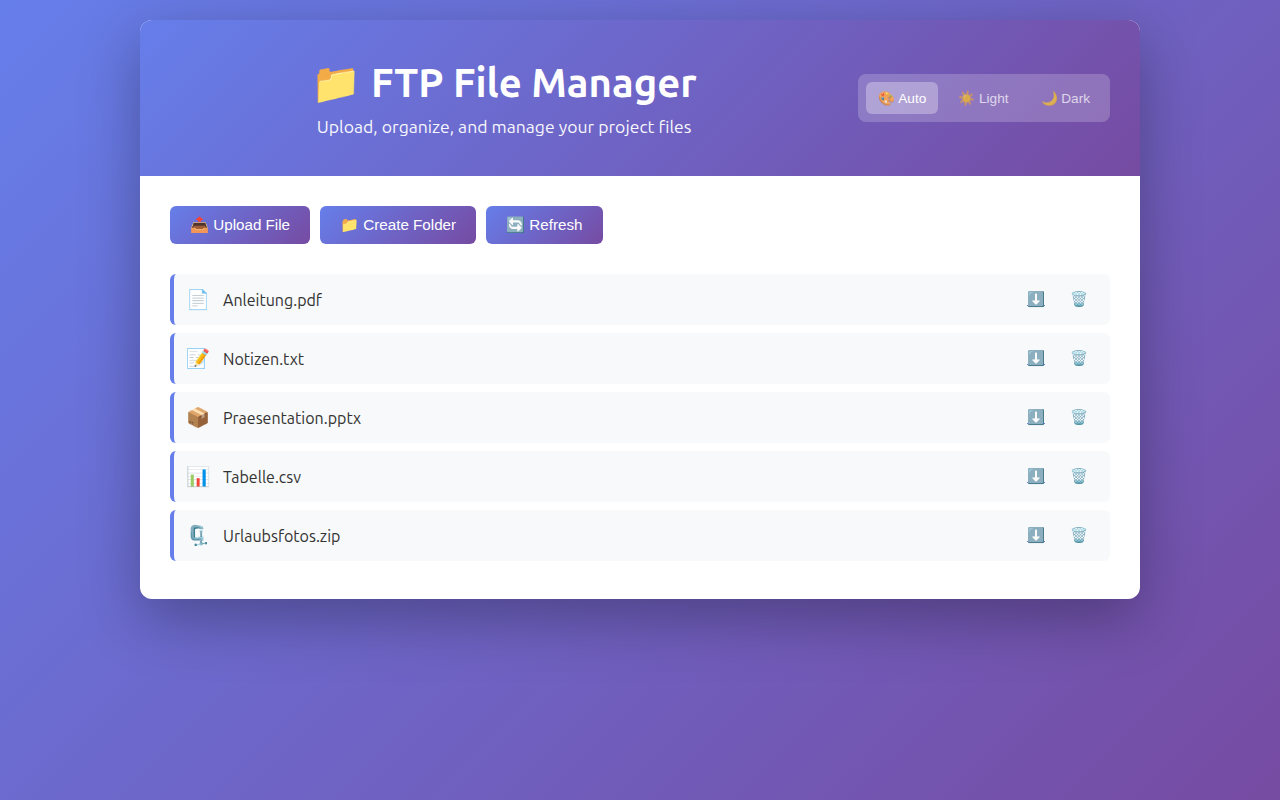 📁 FTP File Manager
Upload, organize, and manage your project files
🎨 Auto ☀️ Light 🌙 Dark
📤 Upload File 📁 Create Folder 🔄 Refresh
Anleitung.pdf
Notizen.txt
Praesentation.pptx
Tabelle.csv
Urlaubsfotos.zip